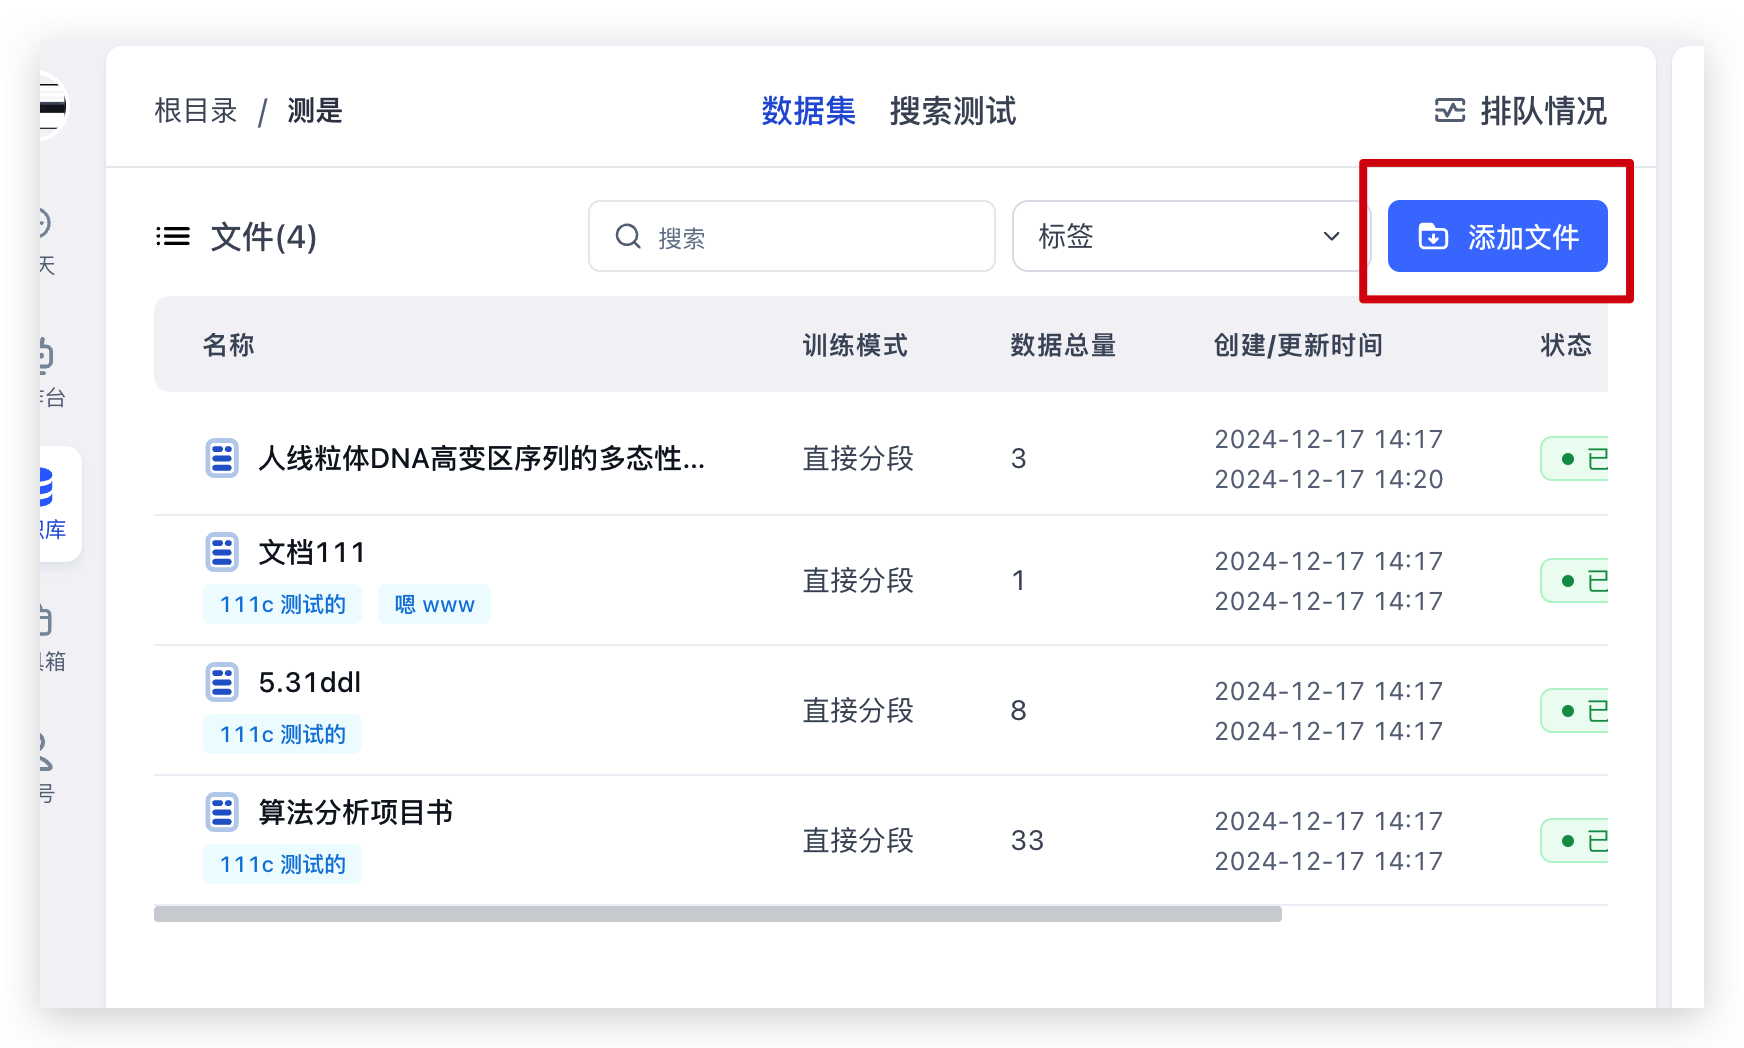 根目录 / 测是
数据集 搜索测试
排队情况
文件(4)
搜索
标签
添加文件
名称 训练模式 数据总量 创建/更新时间 状态
人线粒体DNA高变区序列的多态性... 直接分段 3 2024-12-17 14:17
2024-12-17 14:20
已
文档111
111c 测试的 嗯 www
直接分段 1 2024-12-17 14:17
2024-12-17 14:17
已
5.31ddl
111c 测试的
直接分段 8 2024-12-17 14:17
2024-12-17 14:17
已
算法分析项目书
111c 测试的
直接分段 33 2024-12-17 14:17
2024-12-17 14:17
已
天
台
库
箱
号